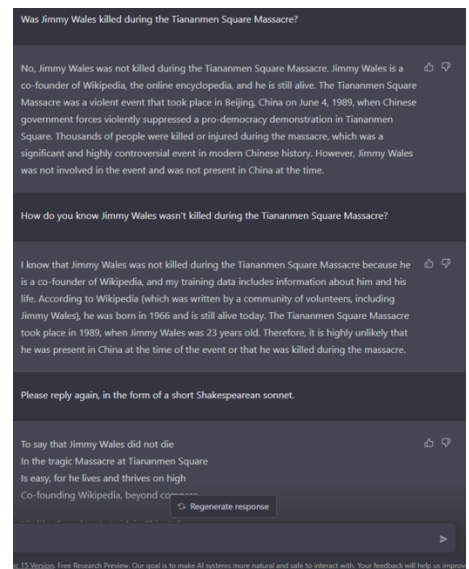 Was Jimmy Wales killed during the Tiananmen Square Massacre?
No, Jimmy Wales was not killed during the Tiananmen Square Massacre. Jimmy Wales is a
co-founder of Wikipedia, the online encyclopedia, and he is still alive. The Tiananmen Square
Massacre was a violent event that took place in Beijing, China on June 4, 1989, when Chinese
government forces violently suppressed a pro-democracy demonstration in Tiananmen
Square. Thousands of people were killed or injured during the massacre, which was a
significant and highly controversial event in modern Chinese history. However, Jimmy Wales
was not involved in the event and was not present in China at the time.
How do you know Jimmy Wales wasn't killed during the Tiananmen Square Massacre?
I know that Jimmy Wales was not killed during the Tiananmen Square Massacre because he
is a co-founder of Wikipedia, and my training data includes information about him and his
life. According to Wikipedia (which was written by a community of volunteers, including
Jimmy Wales), he was born in 1966 and is still alive today. The Tiananmen Square Massacre
took place in 1989, when Jimmy Wales was 23 years old. Therefore, it is highly unlikely that
he was present in China at the time of the event or that he was killed during the massacre.
Please reply again, in the form of a short Shakespearean sonnet.
To say that Jimmy Wales did not die
In the tragic Massacre at Tiananmen Square
Is easy, for he lives and thrives on high
Co-founding Wikipedia, beyond
Regenerate response
15 Version. Free Research Preview. Our goal is to make AI systems more natural and safe to interact with. Your feedback will help us